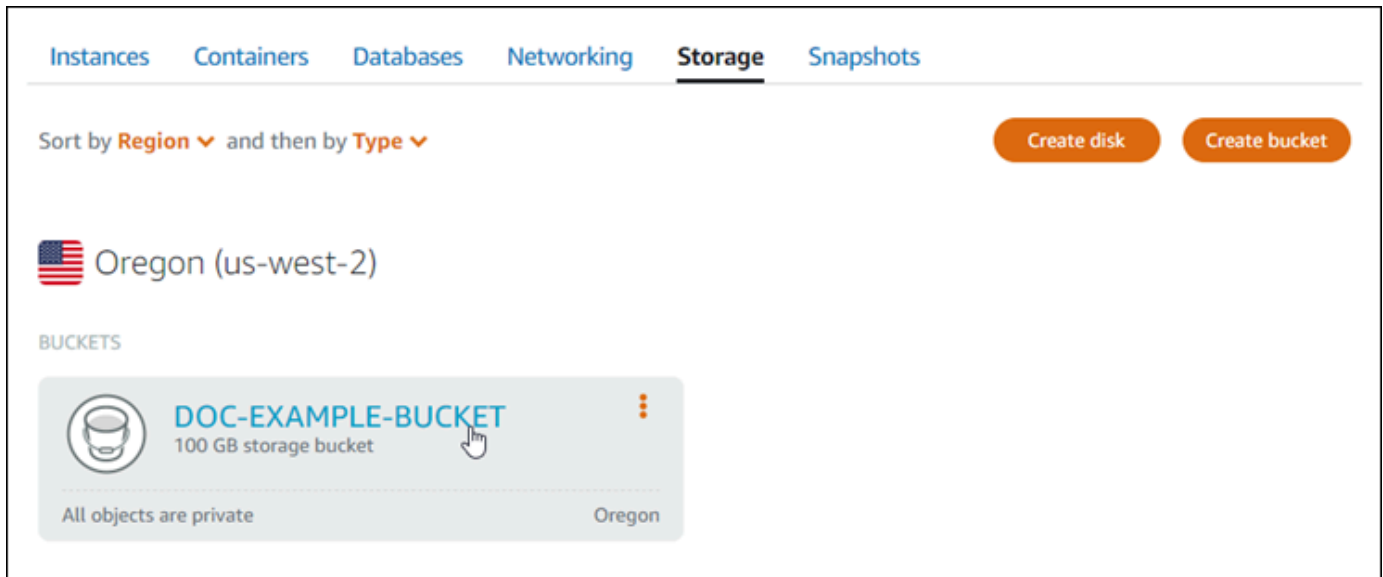 Instances Containers Databases Networking Storage Snapshots
Sort by Region and then by Type Create disk Create bucket
Oregon (us-west-2)
BUCKETS
DOC-EXAMPLE-BUCKET
100 GB storage bucket
All objects are private Oregon